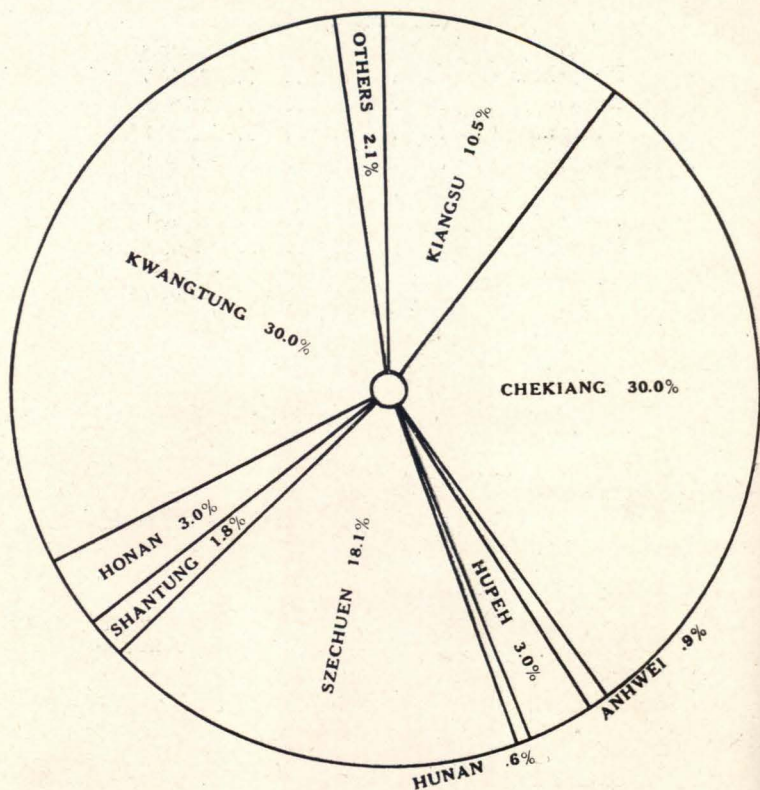 OTHERS 2.1%
KIANGSU 10.5%
CHEKIANG 30.0%
ANHWEI .9%
HUPEH 3.0%
HUNAN .6%
SZECHUEN 18.1%
SHANTUNG 1.8%
HONAN 3.0%
KWANGTUNG 30.0%